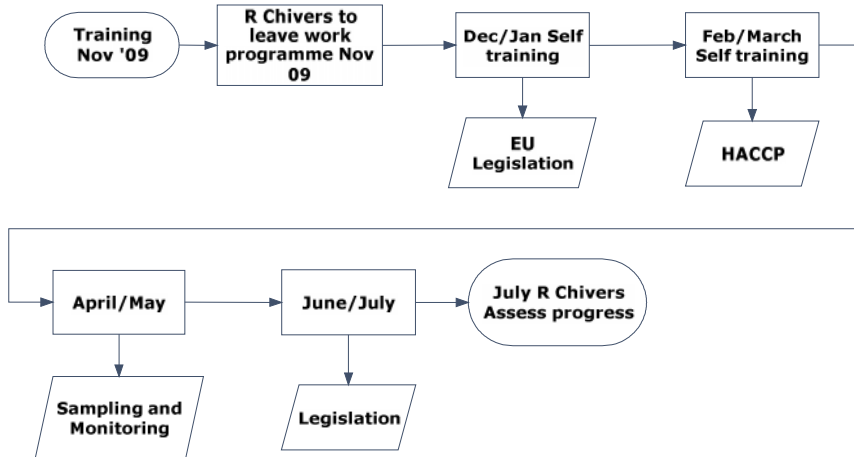 Training
Nov '09
R Chivers to
leave work
programme Nov
09
Dec/Jan Self
training
Feb/March
Self training
EU
Legislation
HACCP
April/May
June/July
July R Chivers
Assess progress
Sampling and
Monitoring
Legislation